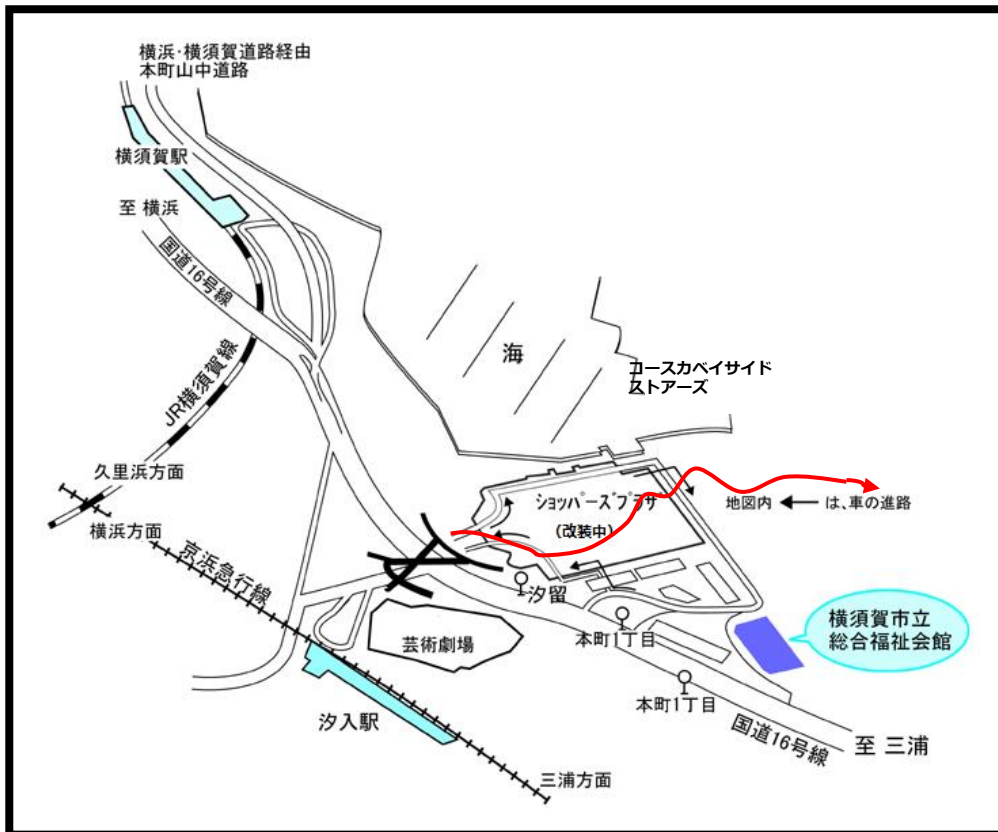 横浜・横須賀道路経由
本町山中道路
横須賀駅
至 横浜
国道16号線
JR横須賀線
海
コースカベイサイド
ストアーズ
久里浜方面
横浜方面
ショッパーズプラザ
(改装中)
地図内 ← は、車の進路
京浜急行線
汐留
本町1丁目
芸術劇場
横須賀市立
総合福祉会館
本町1丁目
汐入駅
国道16号線
至 三浦
三浦方面